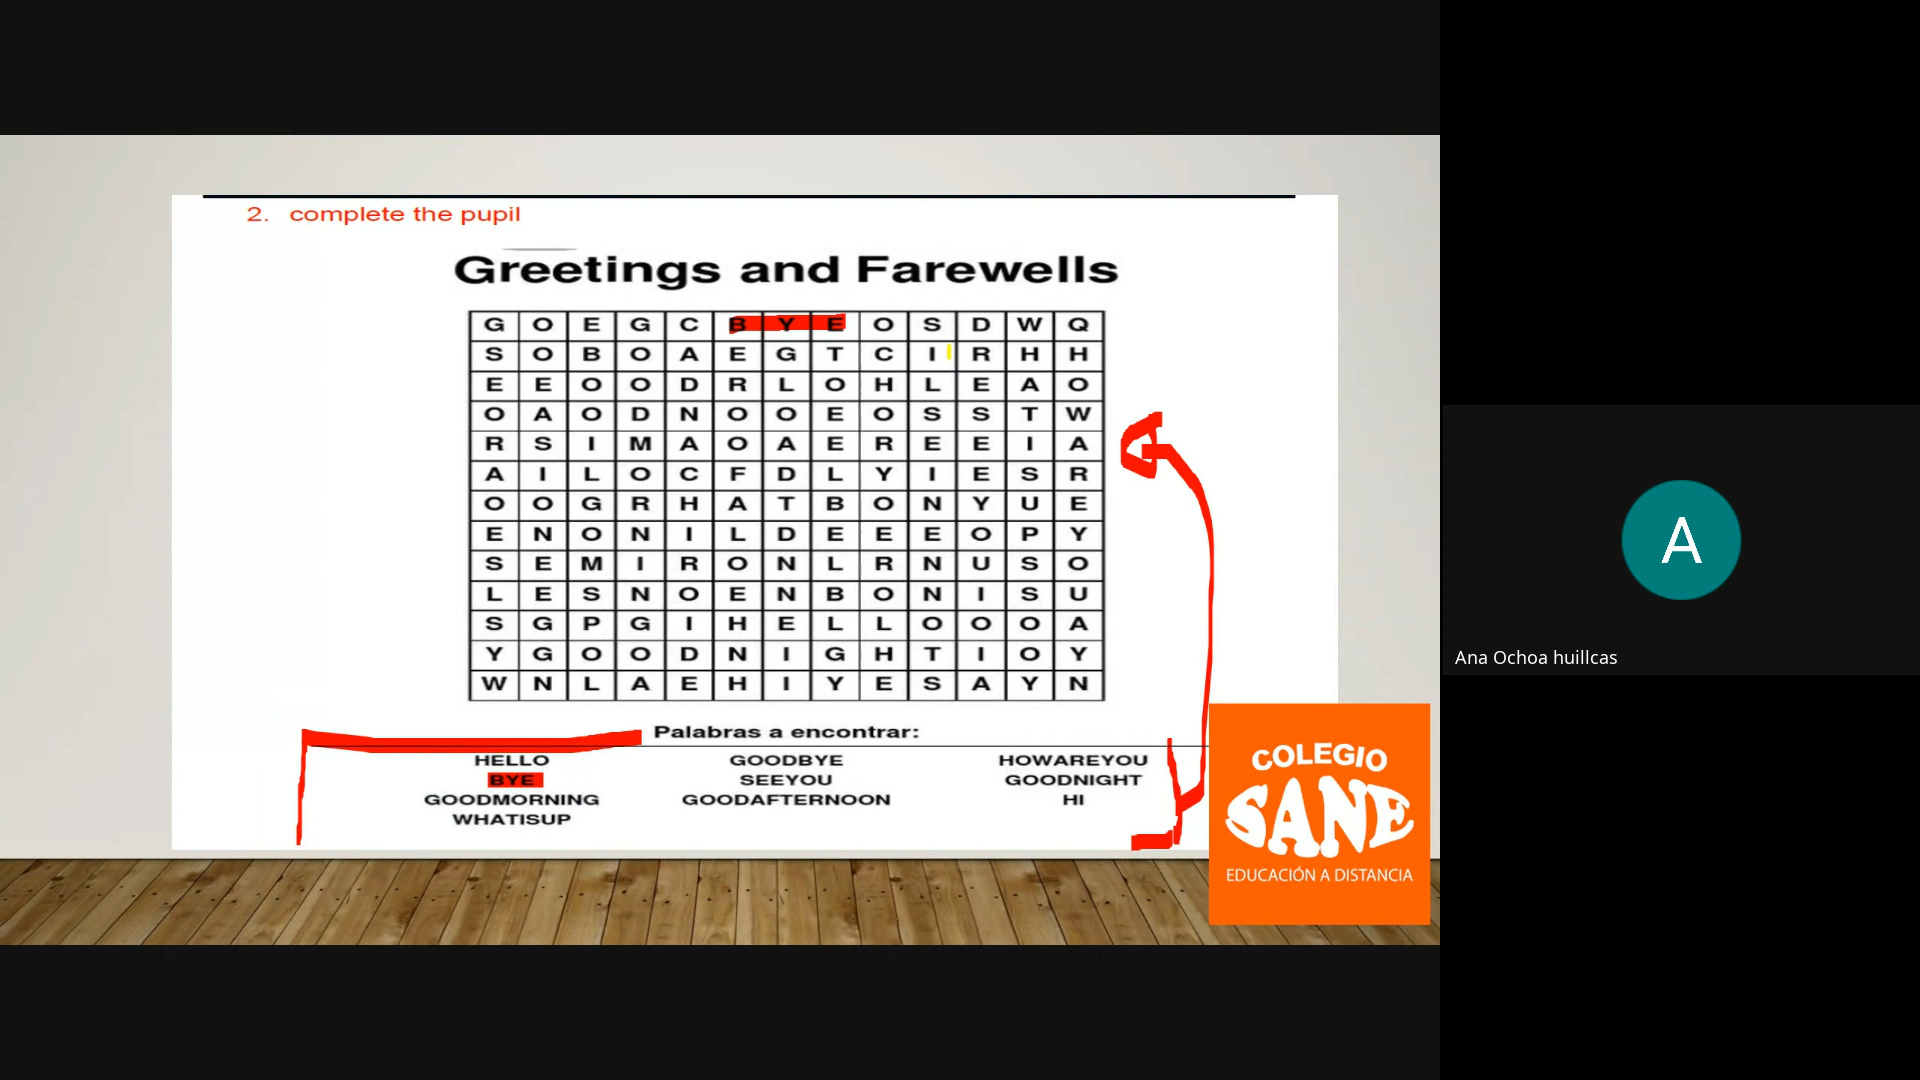 2. complete the pupil
Greetings and Farewells
G O E G C B Y E O S D W Q
S O B O A E G T C I R H H
E E O O D R L O H L E A O
O A O D N O O E O S S T W
R S I M A O A E R E E I A
A I L O C F D L Y I E S R
O O G R H A T B O N Y U E
E N O N I L D E E E O P Y
S E M I R O N L R N U S O
L E S N O E N B O N I S U
S G P G I H E L L O O O A
Y G O O D N I G H T I O Y
W N L A E H I Y E S A Y N
Palabras a encontrar:
HELLO GOODBYE HOWAREYOU
BYE SEEYOU GOODNIGHT
GOODMORNING GOODAFTERNOON HI
WHATISUP
COLEGIO
SANE
EDUCACIÓN A DISTANCIA
A
Ana Ochoa huillcas